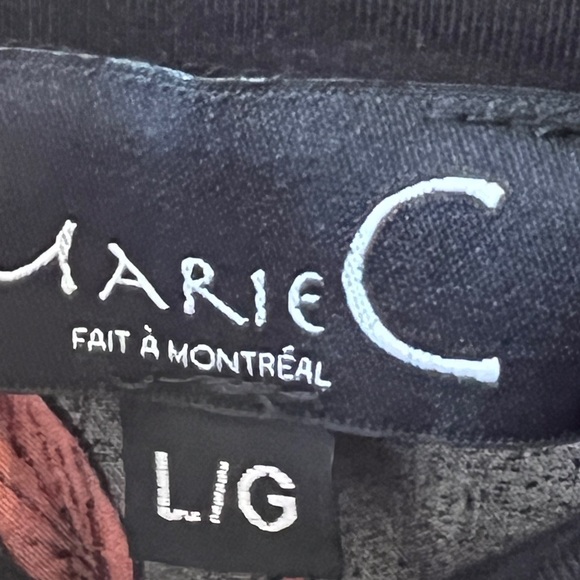 MARIE C
FAIT À MONTRÉAL
L/G